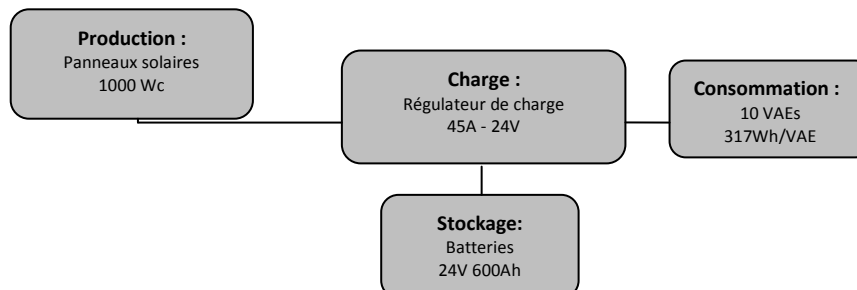 Production :
Panneaux solaires
1000 Wc
Charge :
Régulateur de charge
45A - 24V
Consommation :
10 VAEs
317Wh/VAE
Stockage:
Batteries
24V 600Ah